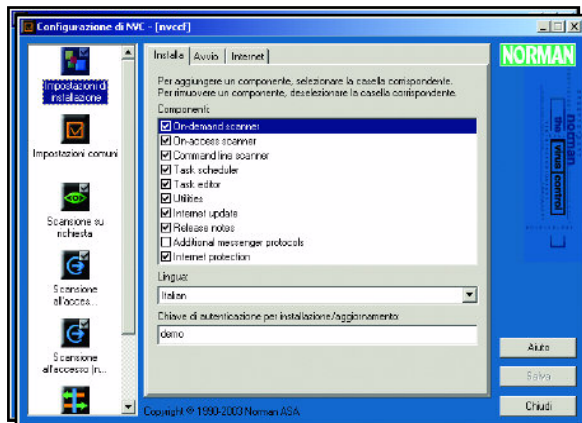 Configurazione di NVC - [nvccf]
Impostazioni di
installazione
Impostazioni comuni
Scansione su
richiesta
Scansione
all'acces...
Scansione
all'accesso (n...
Installa
Avvio
Internet
Per aggiungere un componente, selezionare la casella corrispondente.
Per rimuovere un componente, deselezionare la casella corrispondente.
Componenti:
On-demand scanner
On-access scanner
Command line scanner
Task scheduler
Task editor
Utilities
Internet update
Release notes
Additional messenger protocols
Internet protection
Lingua:
Italian
Chiave di autenticazione per installazione/aggiornamento:
demo
Copyright © 1990-2003 Norman ASA
NORMAN
norman
the virus control
Aiuto
Salva
Chiudi